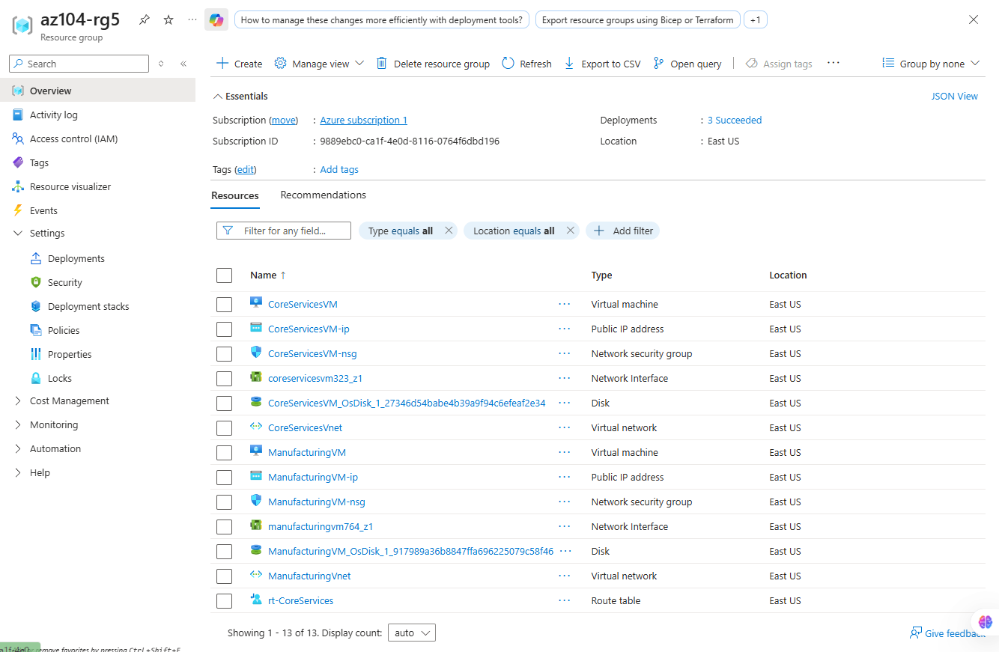 az104-rg5
Resource group
How to manage these changes more efficiently with deployment tools?
Export resource groups using Bicep or Terraform
+1
Search
Overview
Activity log
Access control (IAM)
Tags
Resource visualizer
Events
Settings
Deployments
Security
Deployment stacks
Policies
Properties
Locks
Cost Management
Monitoring
Automation
Help
Create Manage view Delete resource group Refresh Export to CSV Open query Assign tags Group by none
Essentials JSON View
Subscription (move) : Azure subscription 1 Deployments : 3 Succeeded
Subscription ID : 9889ebc0-ca1f-4e0d-8116-0764f6dbd196 Location : East US
Tags (edit) : Add tags
Resources Recommendations
Filter for any field... Type equals all Location equals all Add filter
Name ↑ Type Location
CoreServicesVM Virtual machine East US
CoreServicesVM-ip Public IP address East US
CoreServicesVM-nsg Network security group East US
coreservicesvm323_z1 Network Interface East US
CoreServicesVM_OsDisk_1_27346d54babe4b39a9f94c6efeaf2e34 Disk East US
CoreServicesVnet Virtual network East US
ManufacturingVM Virtual machine East US
ManufacturingVM-ip Public IP address East US
ManufacturingVM-nsg Network security group East US
manufacturingvm764_z1 Network Interface East US
ManufacturingVM_OsDisk_1_917989a36b8847ffa696225079c58f46 Disk East US
ManufacturingVnet Virtual network East US
rt-CoreServices Route table East US
Showing 1 - 13 of 13. Display count: auto
Give feedback
remove favorites by pressing Ctrl+Shift+F